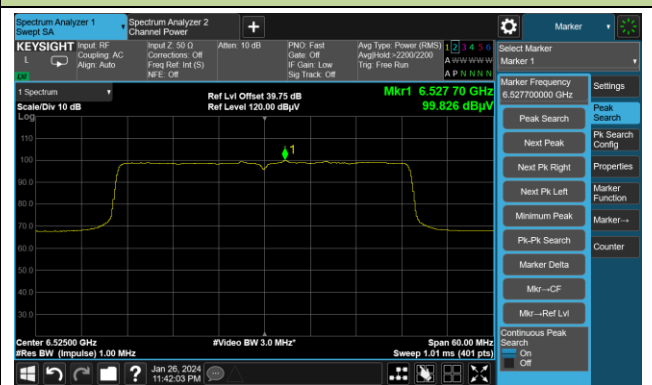 Spectrum Analyzer 1
Swept SA
Spectrum Analyzer 2
Channel Power
Marker
KEYSIGHT
L
LXI
Input: RF
Coupling: AC
Align: Auto
Input Z: 50 Ω
Corrections: Off
Freq Ref: Int (S)
NFE: Off
Atten: 10 dB
PNO: Fast
Gate: Off
IF Gain: Low
Sig Track: Off
Avg Type: Power (RMS)
Avg|Hold:>2200/2200
Trig: Free Run
1 2 3 4 5 6
A W W W W W
A P N N N N
Select Marker
Marker 1
1 Spectrum
Scale/Div 10 dB
Log
Ref Lvl Offset 39.75 dB
Ref Level 120.00 dBµV
Mkr1 6.527 70 GHz
99.826 dBµV
1
110
100
90.0
80.0
70.0
60.0
50.0
40.0
30.0
Center 6.52500 GHz
#Res BW (Impulse) 1.00 MHz
#Video BW 3.0 MHz*
Span 60.00 MHz
Sweep 1.01 ms (401 pts)
Marker Frequency
6.527700000 GHz
Peak Search
Next Peak
Next Pk Right
Next Pk Left
Minimum Peak
Pk-Pk Search
Marker Delta
Mkr→CF
Mkr→Ref Lvl
Continuous Peak
Search
On
Off
Settings
Peak
Search
Pk Search
Config
Properties
Marker
Function
Marker→
Counter
Jan 26, 2024
11:42:03 PM